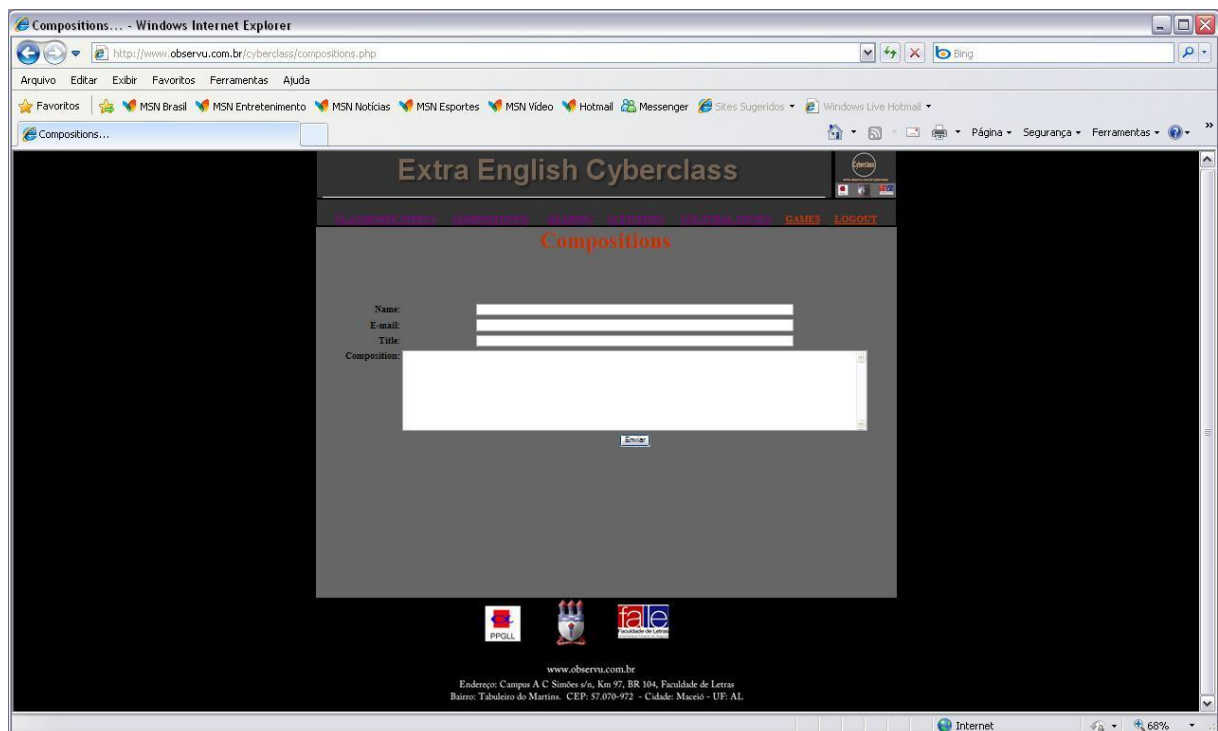 Compositions... - Windows Internet Explorer
http://www.observu.com.br/cyberclass/compositions.php
Bing
Arquivo Editar Exibir Favoritos Ferramentas Ajuda
Favoritos MSN Brasil MSN Entretenimento MSN Notícias MSN Esportes MSN Vídeo Hotmail Messenger Sites Sugeridos Windows Live Hotmail
Compositions...
Página Segurança Ferramentas
Extra English Cyberclass
Cyberclass
GAMES LOGOUT
Compositions
Name:
E-mail:
Title:
Composition:
Enviar
PPGLL
fale
Faculdade de Letras
www.observu.com.br
Endereço: Campus A C Simões s/n, Km 97, BR 104, Faculdade de Letras
Bairro: Tabuleiro do Martins. CEP: 57.070-972 - Cidade: Maceió - UF: AL
Internet
68%